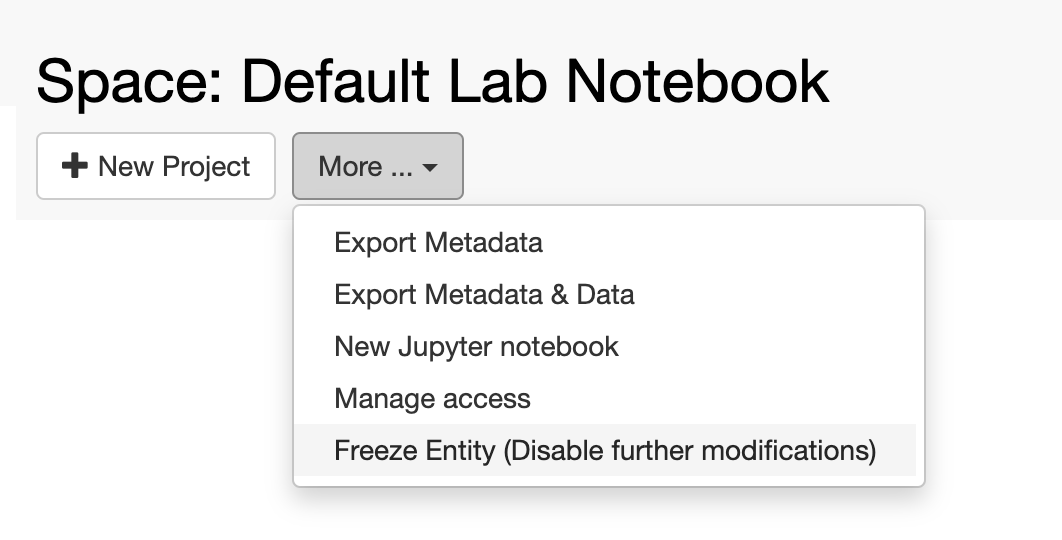 Space: Default Lab Notebook
New Project
More ...
Export Metadata
Export Metadata & Data
New Jupyter notebook
Manage access
Freeze Entity (Disable further modifications)